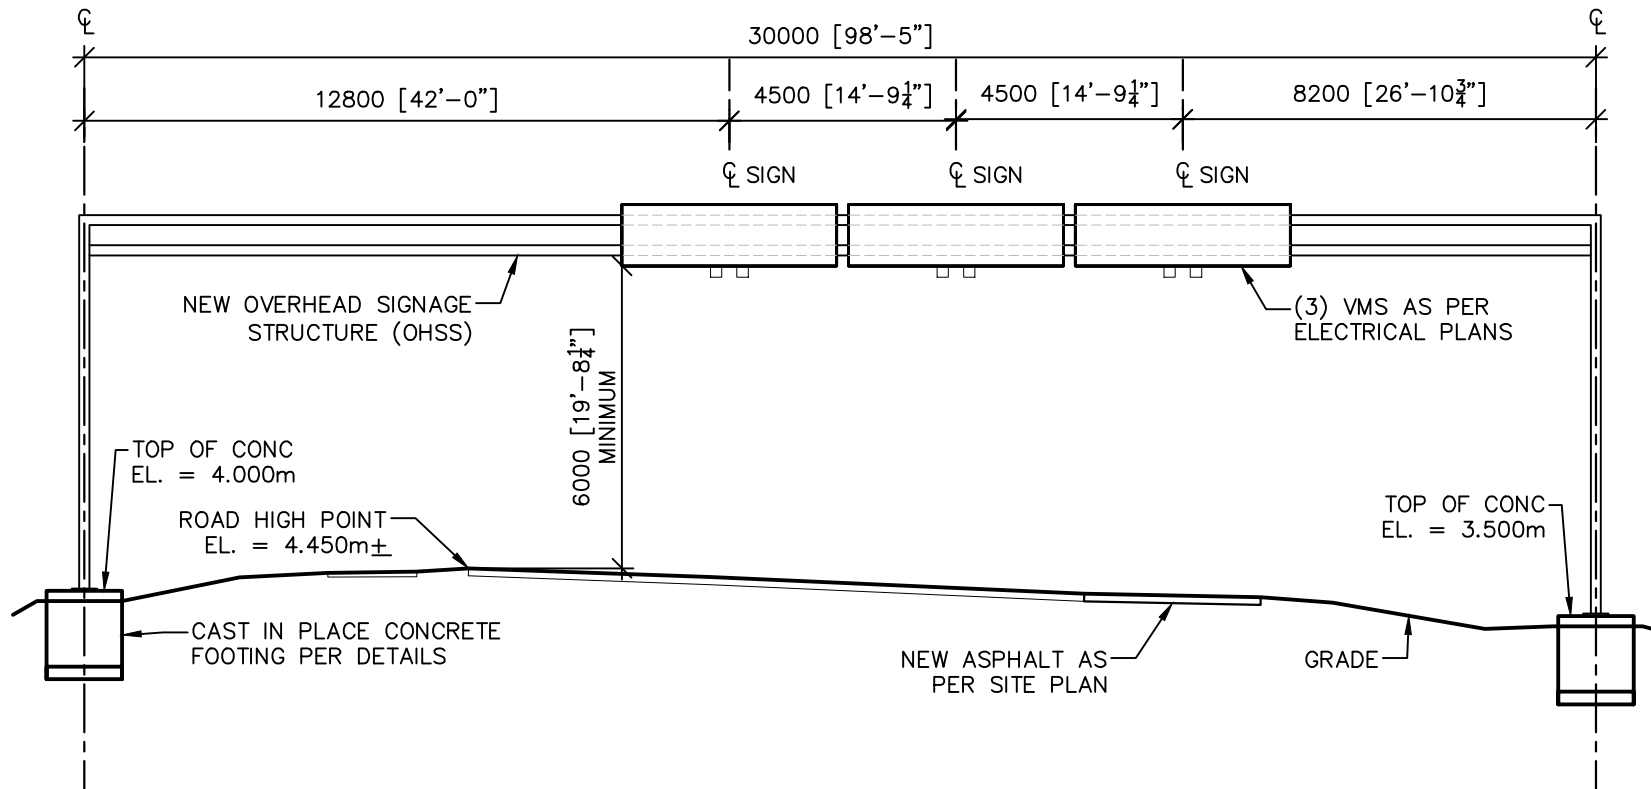 ℄ ℄
30000 [98'-5"]
12800 [42'-0"] 4500 [14'-9¼"] 4500 [14'-9¼"] 8200 [26'-10¾"]
℄ SIGN ℄ SIGN ℄ SIGN
NEW OVERHEAD SIGNAGE
STRUCTURE (OHSS)
(3) VMS AS PER
ELECTRICAL PLANS
6000 [19'-8¼"]
MINIMUM
TOP OF CONC
EL. = 4.000m
ROAD HIGH POINT
EL. = 4.450m±
TOP OF CONC
EL. = 3.500m
CAST IN PLACE CONCRETE
FOOTING PER DETAILS
NEW ASPHALT AS
PER SITE PLAN
GRADE